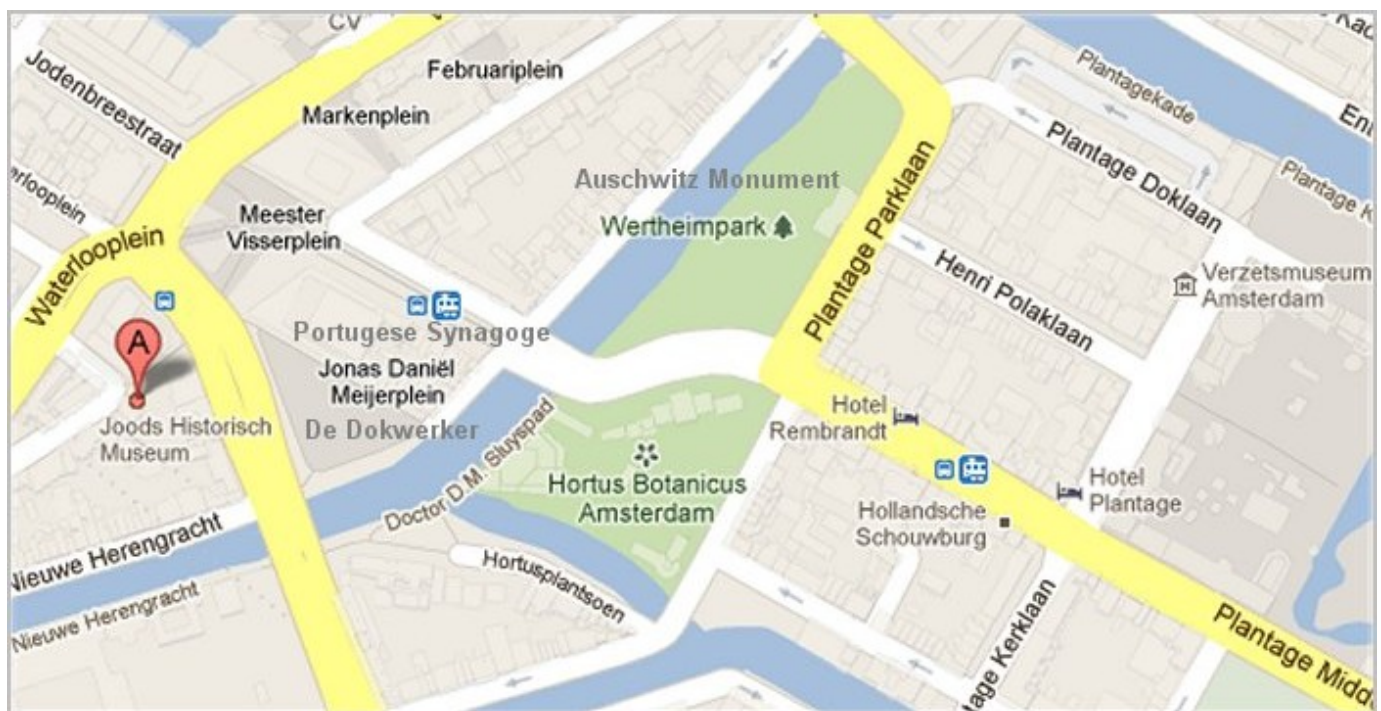 CV
Februariplein
Jodenbreestraat
Markenplein
Plantagekade
Plantage Doklaan
Auschwitz Monument
Wertheimpark
Meester
Visserplein
Waterlooplein
Plantage Parklaan
Henri Polaklaan
Verzetsmuseum
Amsterdam
Portugese Synagoge
Jonas Daniël
Meijerplein
A
Joods Historisch
Museum
De Dokwerker
Hotel
Rembrandt
Doctor D.M. Sluyspad
Hortus Botanicus
Amsterdam
Hotel
Plantage
Hollandsche
Schouwburg
Nieuwe Herengracht
Nieuwe Herengracht
Hortusplantsoen
Plantage